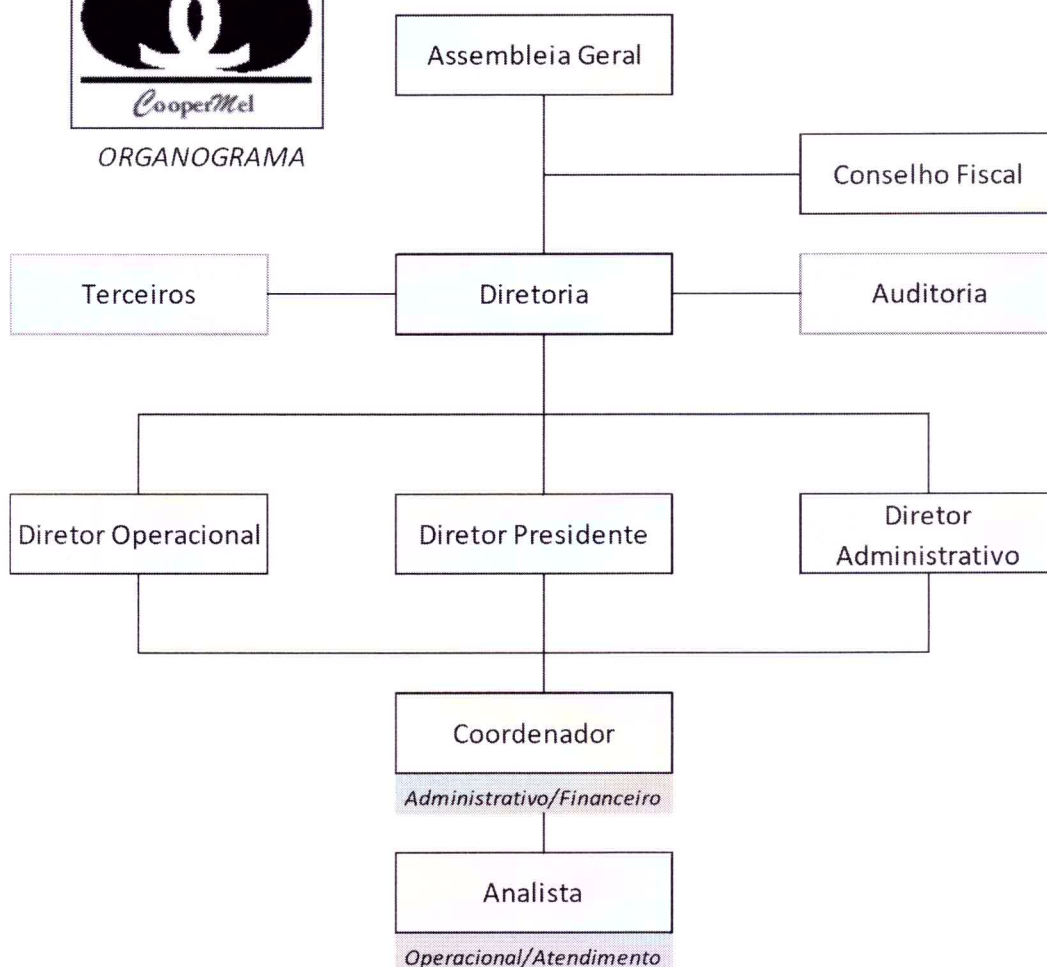 CooperMel
ORGANOGRAMA
Assembleia Geral
Conselho Fiscal
Terceiros
Diretoria
Auditoria
Diretor Operacional
Diretor Presidente
Diretor
Administrativo
Coordenador
Administrativo/Financeiro
Analista
Operacional/Atendimento